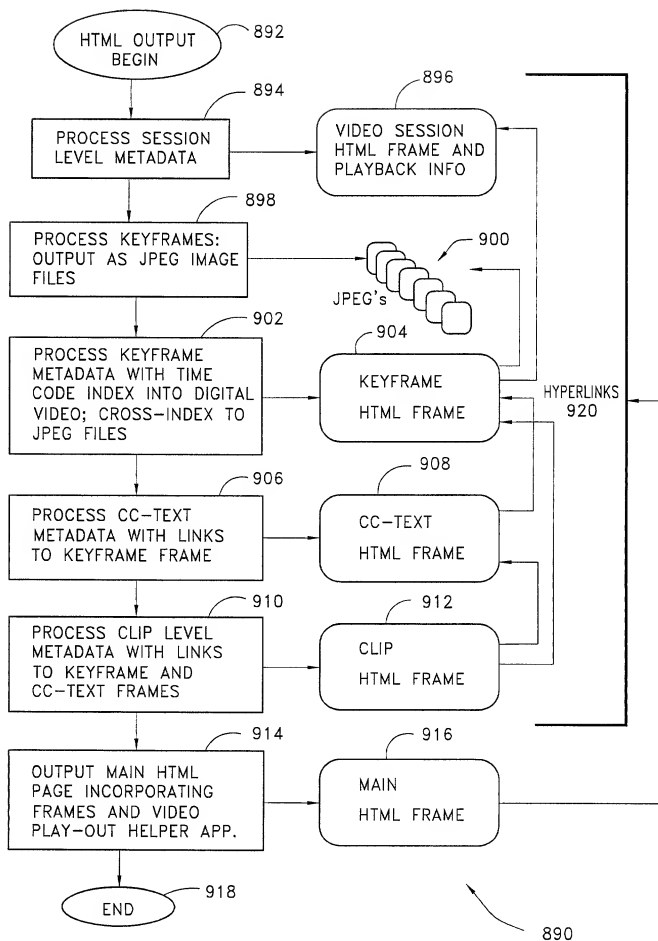 HTML OUTPUT
BEGIN
892
894
PROCESS SESSION
LEVEL METADATA
896
VIDEO SESSION
HTML FRAME AND
PLAYBACK INFO
898
PROCESS KEYFRAMES:
OUTPUT AS JPEG IMAGE
FILES
900
JPEG's
902
PROCESS KEYFRAME
METADATA WITH TIME
CODE INDEX INTO DIGITAL
VIDEO; CROSS-INDEX TO
JPEG FILES
904
KEYFRAME
HTML FRAME
HYPERLINKS
920
906
PROCESS CC-TEXT
METADATA WITH LINKS
TO KEYFRAME FRAME
908
CC-TEXT
HTML FRAME
910
PROCESS CLIP LEVEL
METADATA WITH LINKS
TO KEYFRAME AND
CC-TEXT FRAMES
912
CLIP
HTML FRAME
914
OUTPUT MAIN HTML
PAGE INCORPORATING
FRAMES AND VIDEO
PLAY-OUT HELPER APP.
916
MAIN
HTML FRAME
918
END
890